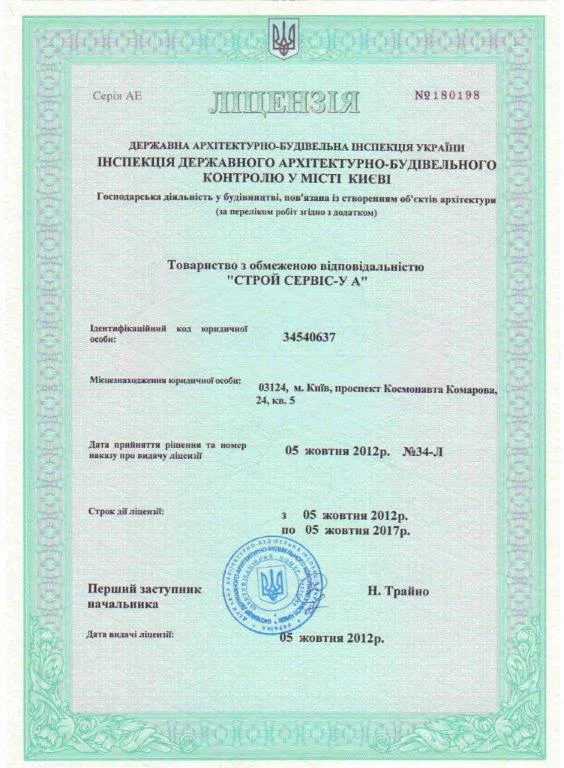 Серія АЕ
ЛІЦЕНЗІЯ
№180198
ДЕРЖАВНА АРХІТЕКТУРНО-БУДІВЕЛЬНА ІНСПЕКЦІЯ УКРАЇНИ
ІНСПЕКЦІЯ ДЕРЖАВНОГО АРХІТЕКТУРНО-БУДІВЕЛЬНОГО
КОНТРОЛЮ У МІСТІ КИЄВІ
Господарська діяльність у будівництві, пов'язана із створенням об'єктів архітектури
(за переліком робіт згідно з додатком)
Товариство з обмеженою відповідальністю
"СТРОЙ СЕРВІС-У А"
Ідентифікаційний код юридичної
особи:
34540637
Місцезнаходження юридичної особи:
03124, м. Київ, проспект Космонавта Комарова,
24, кв. 5
Дата прийняття рішення та номер
наказу про видачу ліцензії
05 жовтня 2012р. №34-Л
Строк дії ліцензії:
з 05 жовтня 2012р.
по 05 жовтня 2017р.
Перший заступник
начальника
Н. Трайно
Дата видачі ліцензії:
05 жовтня 2012р.